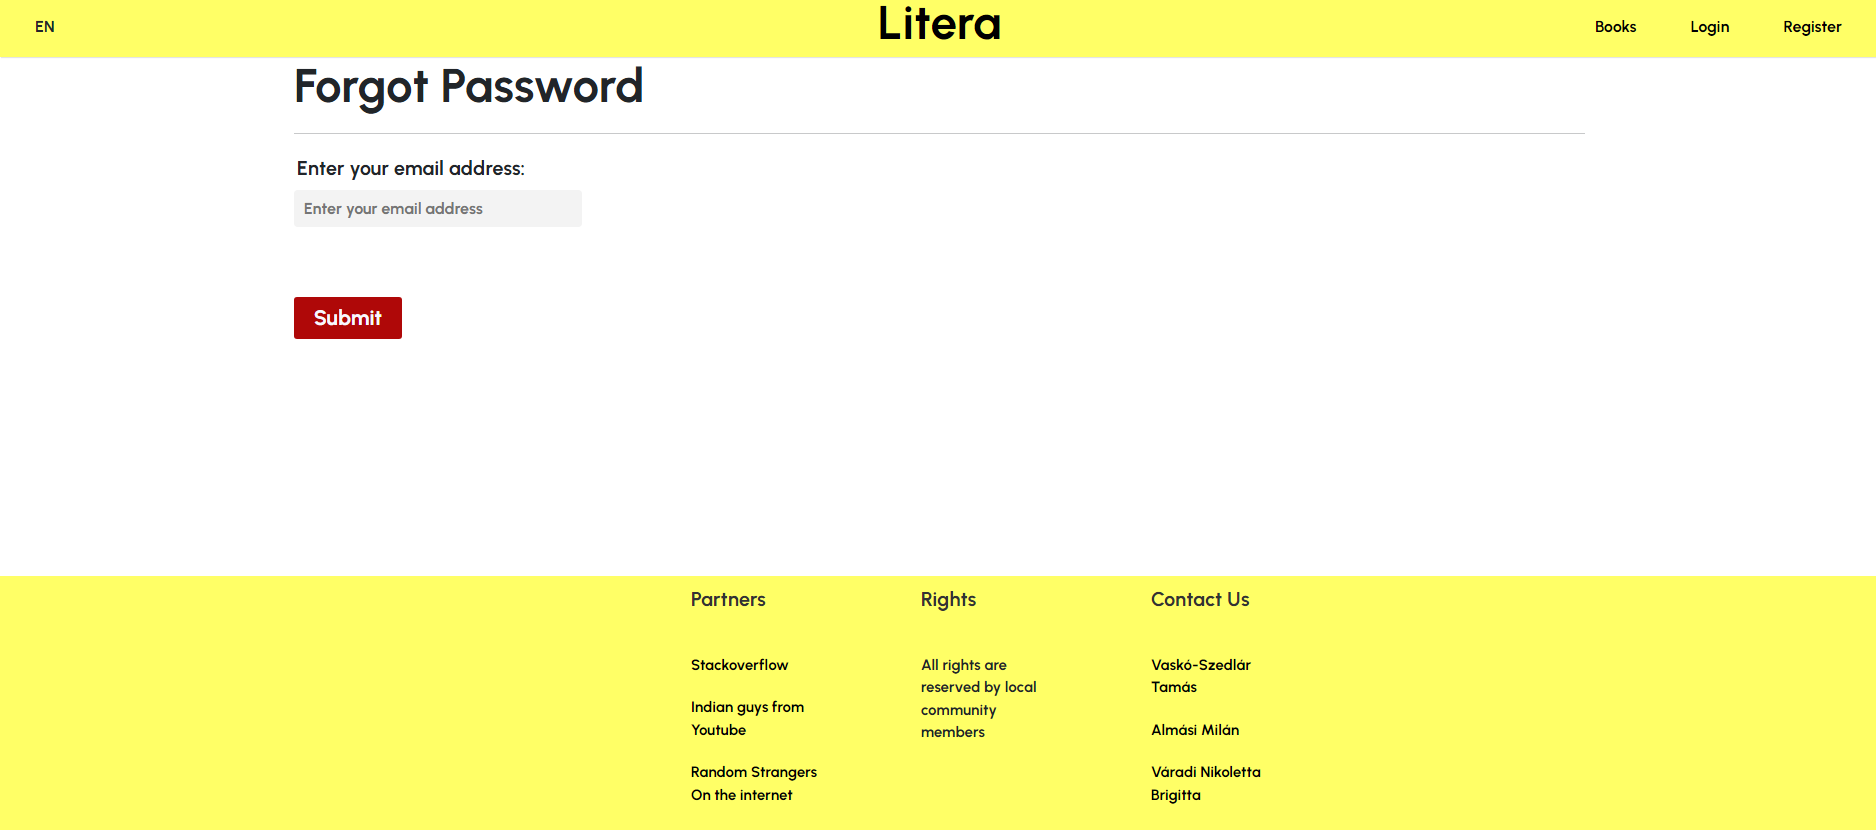 EN
Litera
Books
Login
Register
Forgot Password
Enter your email address:
Enter your email address
Submit
Partners
Stackoverflow
Indian guys from
Youtube
Random Strangers
On the internet
Rights
All rights are
reserved by local
community
members
Contact Us
Vaskó-Szedlár
Tamás
Almási Milán
Váradi Nikoletta
Brigitta